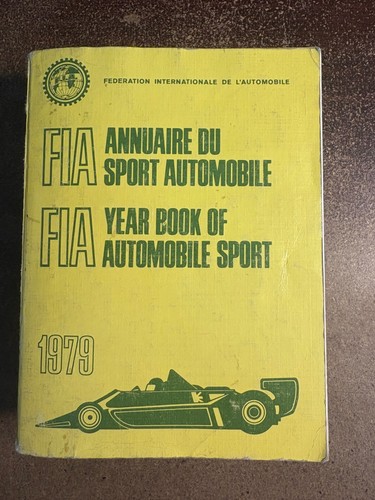 FEDERATION INTERNATIONALE DE L'AUTOMOBILE
FIA ANNUAIRE DU
SPORT AUTOMOBILE
FIA YEAR BOOK OF
AUTOMOBILE SPORT
1979